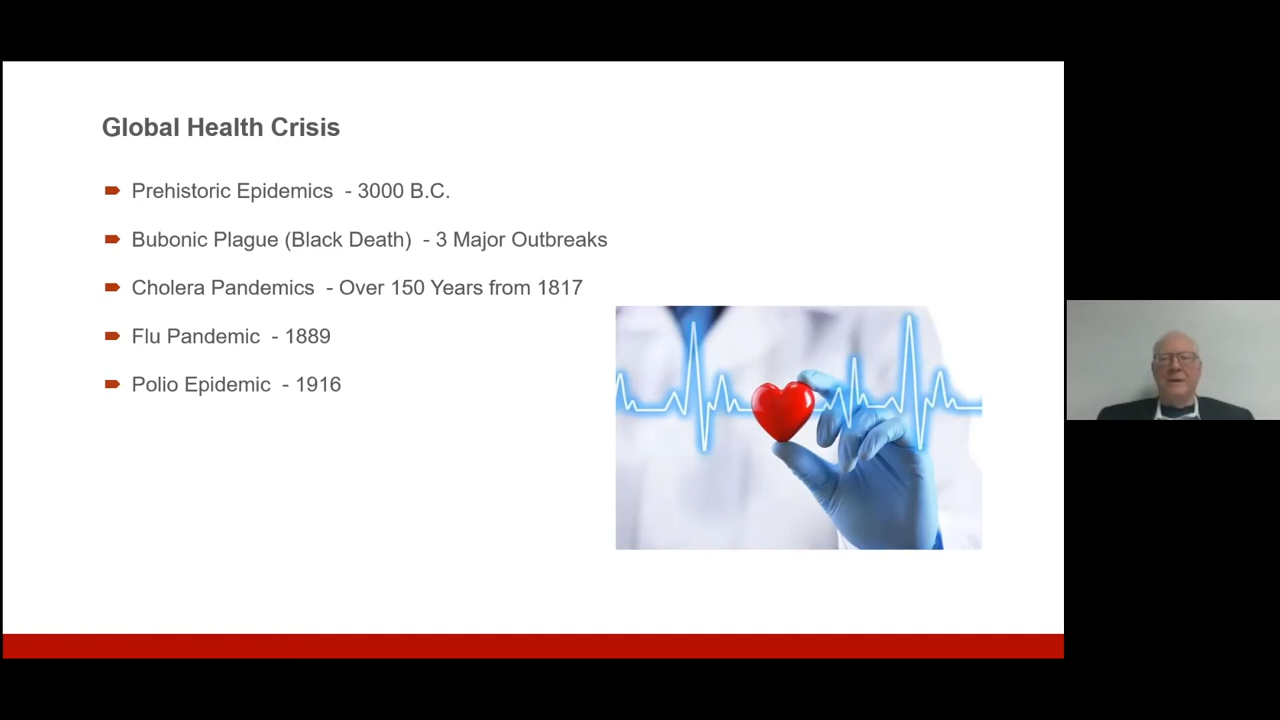 Global Health Crisis
Prehistoric Epidemics - 3000 B.C.
Bubonic Plague (Black Death) - 3 Major Outbreaks
Cholera Pandemics - Over 150 Years from 1817
Flu Pandemic - 1889
Polio Epidemic - 1916